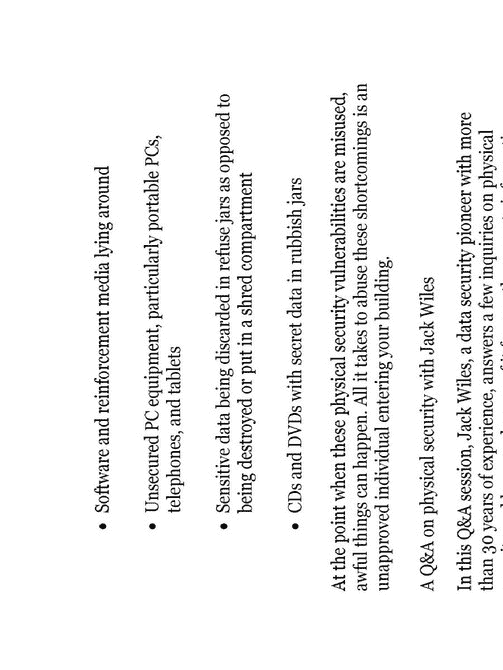 • Software and reinforcement media lying around
• Unsecured PC equipment, particularly portable PCs,
telephones, and tablets
• Sensitive data being discarded in refuse jars as opposed to
being destroyed or put in a shred compartment
• CDs and DVDs with secret data in rubbish jars
At the point when these physical security vulnerabilities are misused,
awful things can happen. All it takes to abuse these shortcomings is an
unapproved individual entering your building.
A Q&A on physical security with Jack Wiles
In this Q&A session, Jack Wiles, a data security pioneer with more
than 30 years of experience, answers a few inquiries on physical